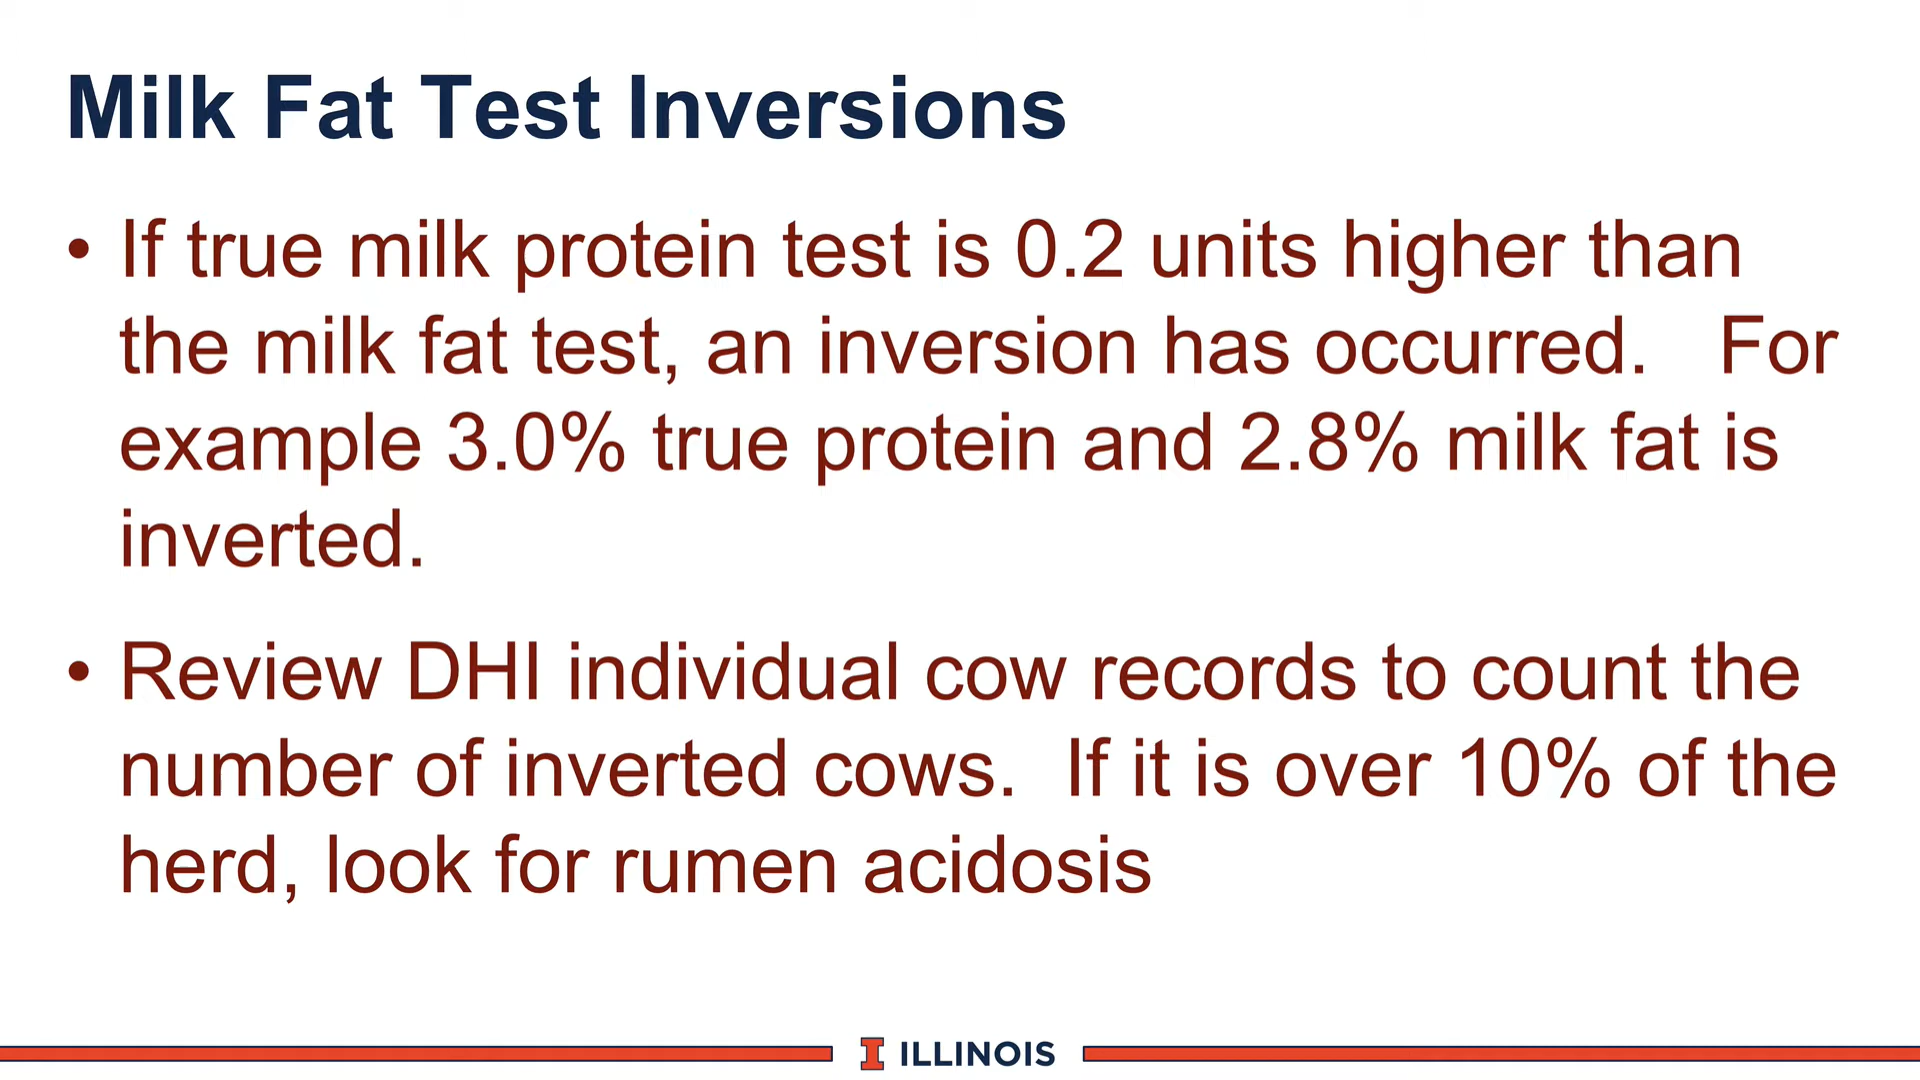 Milk Fat Test Inversions
• If true milk protein test is 0.2 units higher than
the milk fat test, an inversion has occurred.   For
example 3.0% true protein and 2.8% milk fat is
inverted.
• Review DHI individual cow records to count the
number of inverted cows.  If it is over 10% of the
herd, look for rumen acidosis
I ILLINOIS